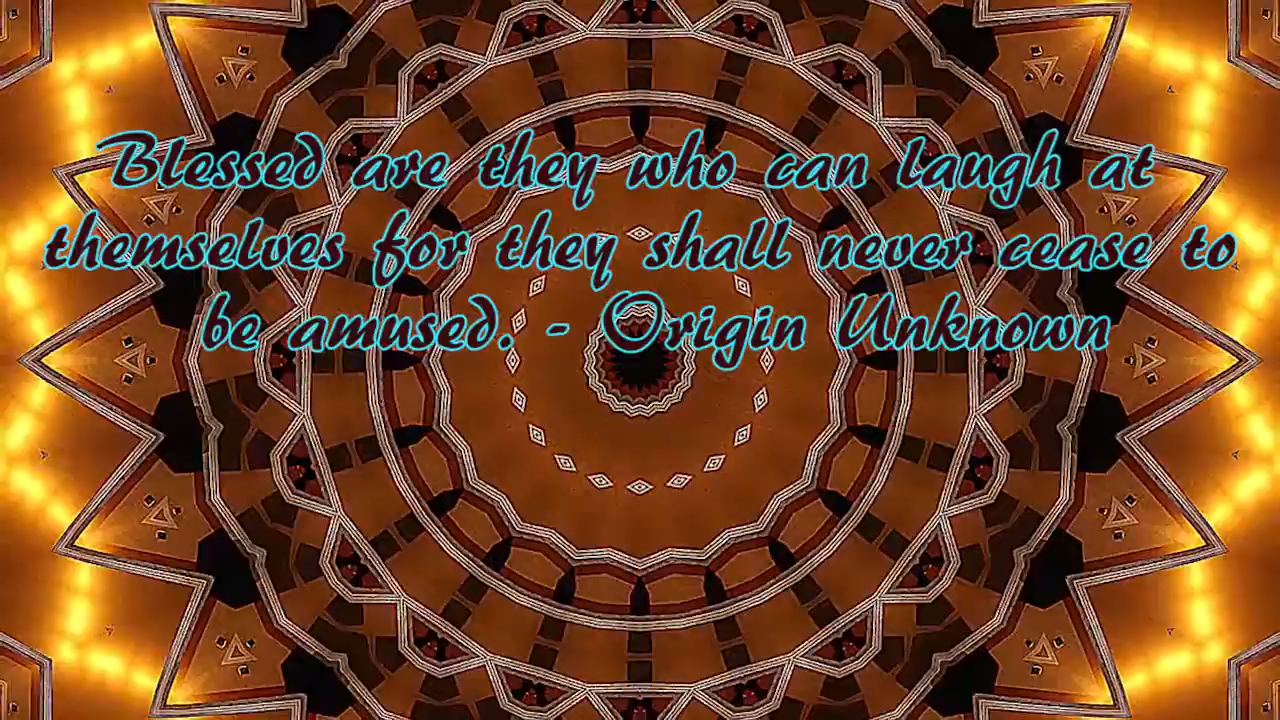 Blessed are they who can laugh at
themselves for they shall never cease to
be amused. - Origin Unknown